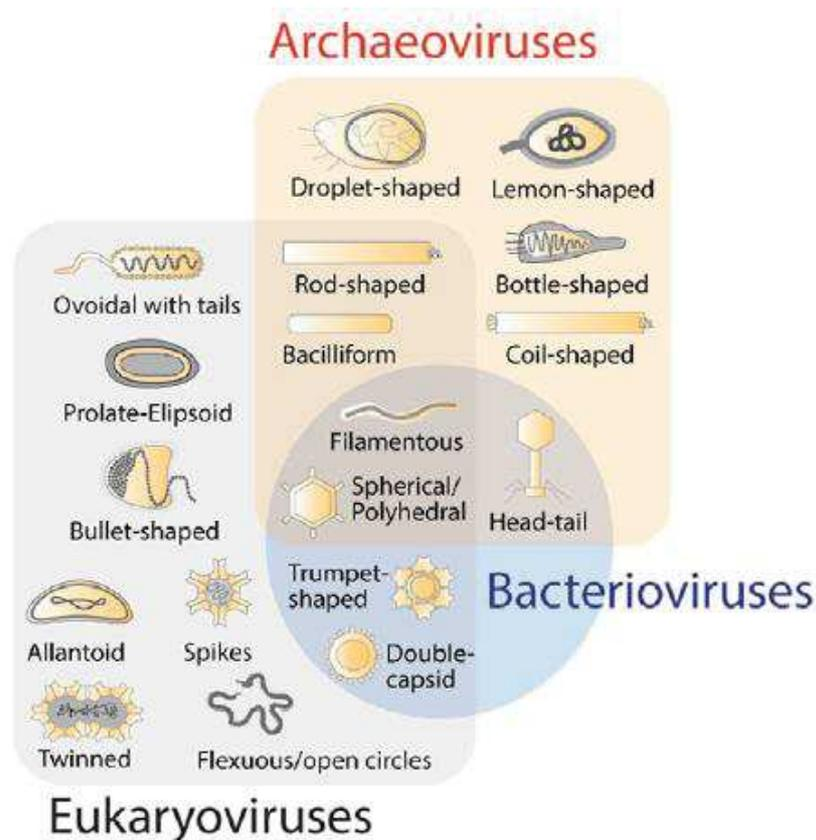 Archaeoviruses
Droplet-shaped
Lemon-shaped
Ovoidal with tails
Rod-shaped
Bottle-shaped
Bacilliform
Coil-shaped
Prolate-Elipsoid
Filamentous
Bullet-shaped
Spherical/
Polyhedral
Head-tail
Trumpet-
shaped
Bacterioviruses
Allantoid
Spikes
Double-
capsid
Twinned
Flexuous/open circles
Eukaryoviruses